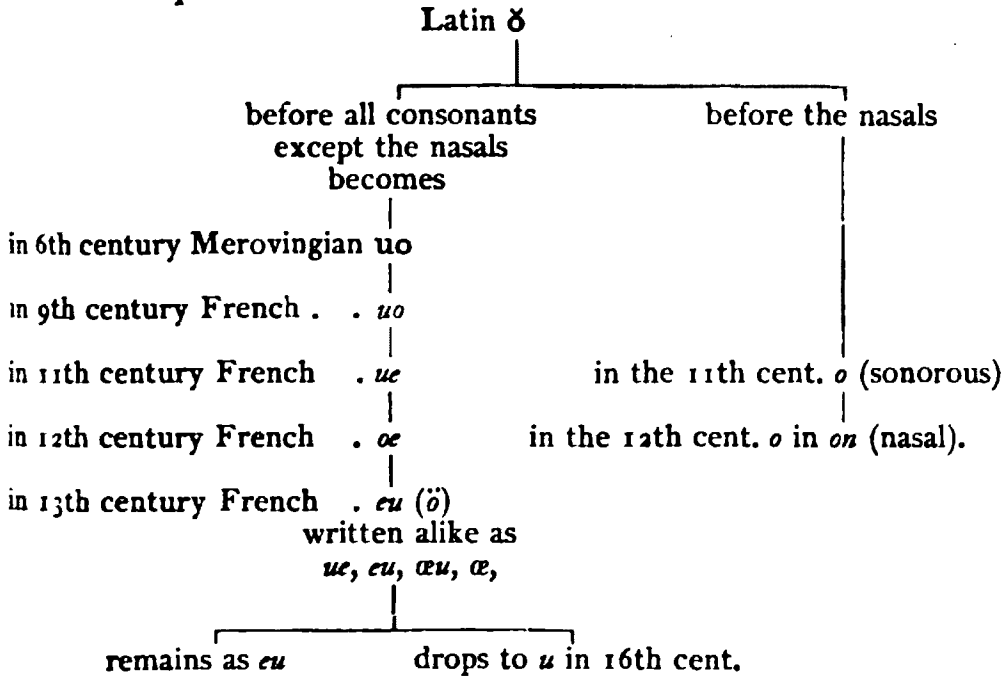 Latin ŏ
before all consonants
except the nasals
becomes
before the nasals
in 6th century Merovingian uo
in 9th century French . . uo
in 11th century French . ue
in the 11th cent. o (sonorous)
in 12th century French . oe
in the 12th cent. o in on (nasal).
in 13th century French . eu (ö)
written alike as
ue, eu, œu, œ,
remains as eu
drops to u in 16th cent.